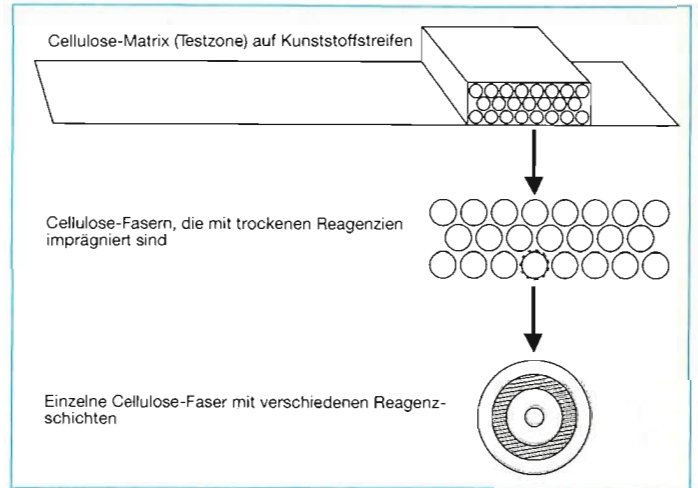 Cellulose-Matrix (Testzone) auf Kunststoffstreifen
Cellulose-Fasern, die mit trockenen Reagenzien
imprägniert sind
Einzelne Cellulose-Faser mit verschiedenen Reagenz-
schichten